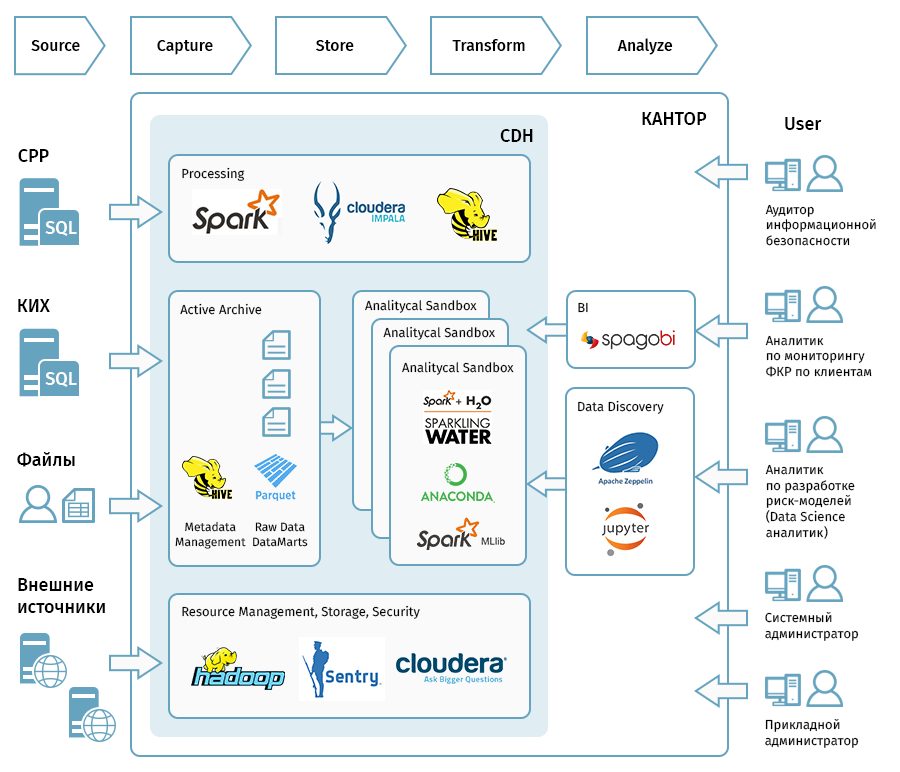 Source
Capture
Store
Transform
Analyze
КАНТОР
User
CDH
СРР
SQL
Processing
Spark
cloudera
IMPALA
HIVE
Аудитор
информационной
безопасности
КИХ
SQL
Active Archive
HIVE
Parquet
Metadata
Management
Raw Data
DataMarts
Analitycal Sandbox
Analitycal Sandbox
Analitycal Sandbox
Spark + H2O
SPARKLING
WATER
ANACONDA
Spark MLlib
BI
spagobi
Аналитик
по мониторингу
ФКР по клиентам
Data Discovery
Apache Zeppelin
jupyter
Аналитик
по разработке
риск-моделей
(Data Science
аналитик)
Файлы
Внешние
источники
Resource Management, Storage, Security
hadoop
Sentry
cloudera
Ask Bigger Questions
Системный
администратор
Прикладной
администратор